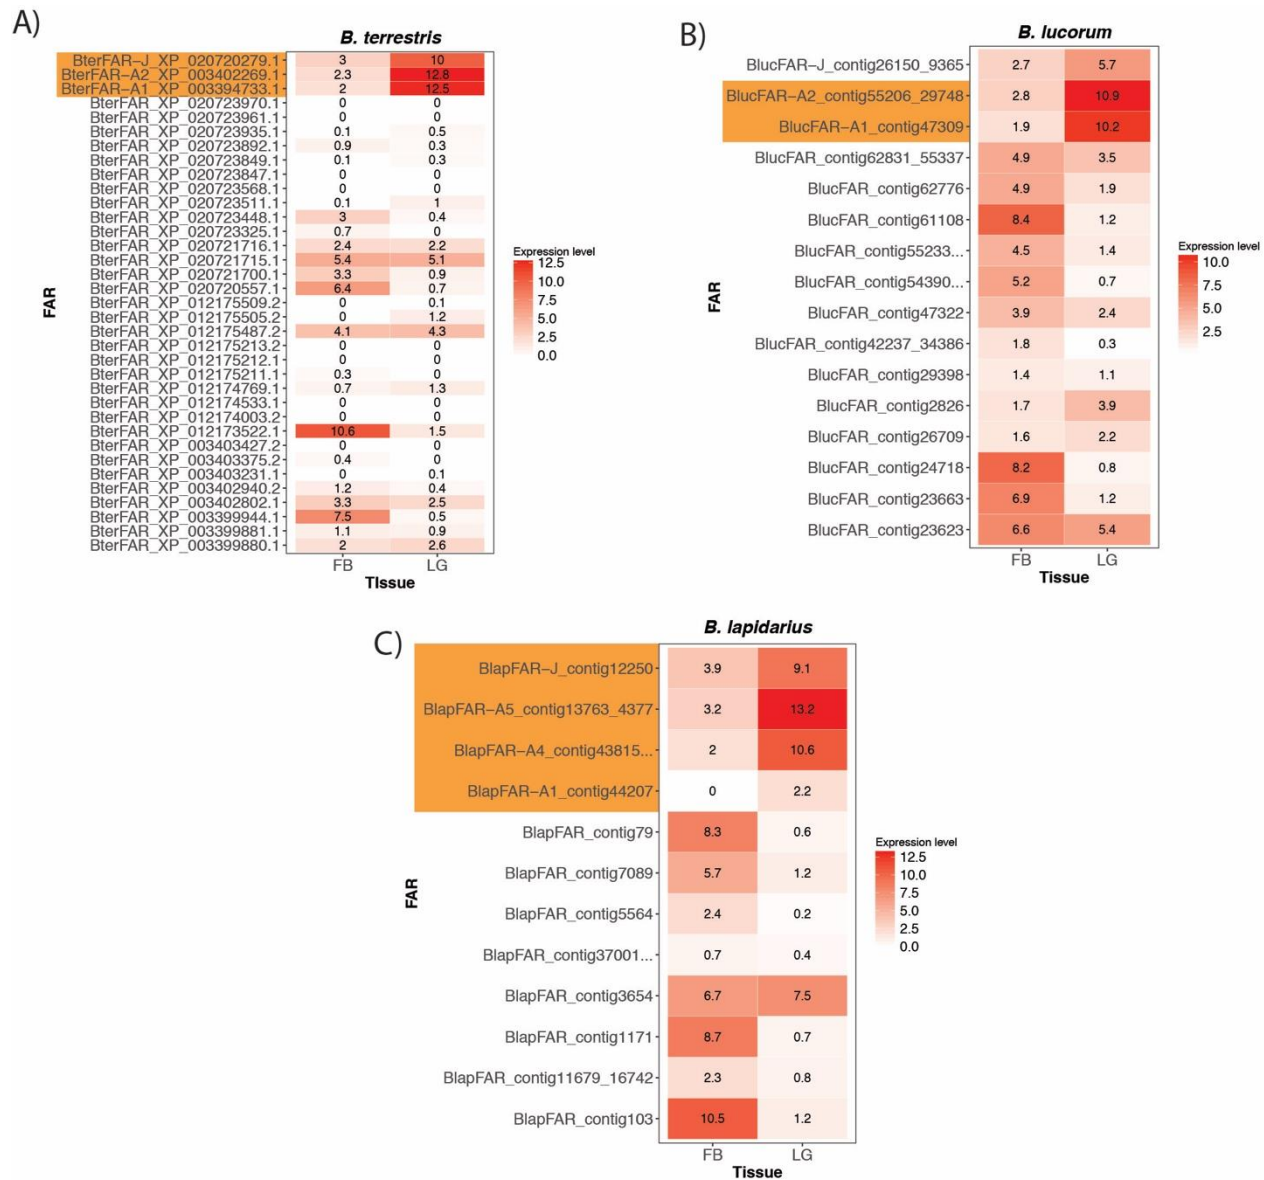 A)
B. terrestris
BterFAR-J_XP_020720279.1 3 10
BterFAR-A2_XP_003402269.1 2.3 12.8
BterFAR-A1_XP_003394733.1 2 12.5
BterFAR_XP_020723970.1 0 0
BterFAR_XP_020723961.1 0 0
BterFAR_XP_020723935.1 0.1 0.5
BterFAR_XP_020723892.1 0.9 0.3
BterFAR_XP_020723849.1 0.1 0.3
BterFAR_XP_020723847.1 0 0
BterFAR_XP_020723568.1 0 0
BterFAR_XP_020723511.1 0.1 1
BterFAR_XP_020723448.1 3 0.4
BterFAR_XP_020723325.1 0.7 0
BterFAR_XP_020721716.1 2.4 2.2
BterFAR_XP_020721715.1 5.4 5.1
BterFAR_XP_020721700.1 3.3 0.9
BterFAR_XP_020720557.1 6.4 0.7
BterFAR_XP_012175509.2 0 0.1
BterFAR_XP_012175505.2 0 1.2
BterFAR_XP_012175487.2 4.1 4.3
BterFAR_XP_012175213.2 0 0
BterFAR_XP_012175212.1 0 0
BterFAR_XP_012175211.1 0.3 0
BterFAR_XP_012174769.1 0.7 1.3
BterFAR_XP_012174533.1 0 0
BterFAR_XP_012174003.2 0 0
BterFAR_XP_012173522.1 10.6 1.5
BterFAR_XP_003403427.2 0 0
BterFAR_XP_003403375.2 0.4 0
BterFAR_XP_003403231.1 0 0.1
BterFAR_XP_003402940.2 1.2 0.4
BterFAR_XP_003402802.1 3.3 2.5
BterFAR_XP_003399944.1 7.5 0.5
BterFAR_XP_003399881.1 1.1 0.9
BterFAR_XP_003399880.1 2 2.6
FAR
FB LG
TIssue
Expression level
12.5
10.0
7.5
5.0
2.5
0.0
B)
B. lucorum
BlucFAR-J_contig26150_9365 2.7 5.7
BlucFAR-A2_contig55206_29748 2.8 10.9
BlucFAR-A1_contig47309 1.9 10.2
BlucFAR_contig62831_55337 4.9 3.5
BlucFAR_contig62776 4.9 1.9
BlucFAR_contig61108 8.4 1.2
BlucFAR_contig55233... 4.5 1.4
BlucFAR_contig54390... 5.2 0.7
BlucFAR_contig47322 3.9 2.4
BlucFAR_contig42237_34386 1.8 0.3
BlucFAR_contig29398 1.4 1.1
BlucFAR_contig2826 1.7 3.9
BlucFAR_contig26709 1.6 2.2
BlucFAR_contig24718 8.2 0.8
BlucFAR_contig23663 6.9 1.2
BlucFAR_contig23623 6.6 5.4
FAR
FB LG
Tissue
Expression level
10.0
7.5
5.0
2.5
C)
B. lapidarius
BlapFAR-J_contig12250 3.9 9.1
BlapFAR-A5_contig13763_4377 3.2 13.2
BlapFAR-A4_contig43815... 2 10.6
BlapFAR-A1_contig44207 0 2.2
BlapFAR_contig79 8.3 0.6
BlapFAR_contig7089 5.7 1.2
BlapFAR_contig5564 2.4 0.2
BlapFAR_contig37001... 0.7 0.4
BlapFAR_contig3654 6.7 7.5
BlapFAR_contig1171 8.7 0.7
BlapFAR_contig11679_16742 2.3 0.8
BlapFAR_contig103 10.5 1.2
FAR
FB LG
Tissue
Expression level
12.5
10.0
7.5
5.0
2.5
0.0